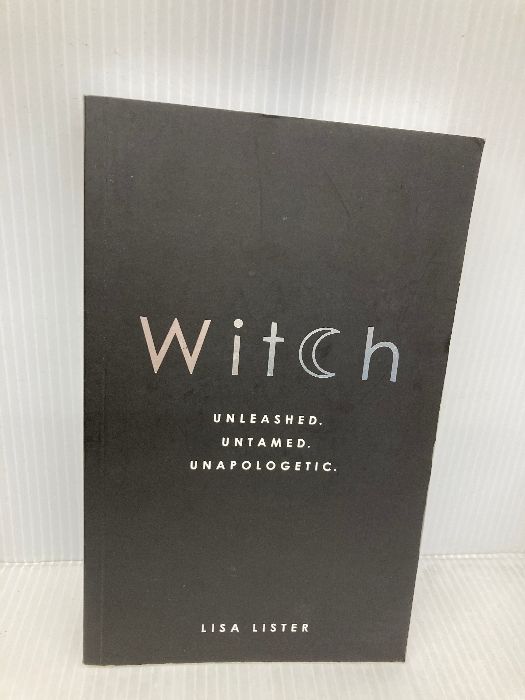 Witch
UNLEASHED.
UNTAMED.
UNAPOLOGETIC.
LISA LISTER